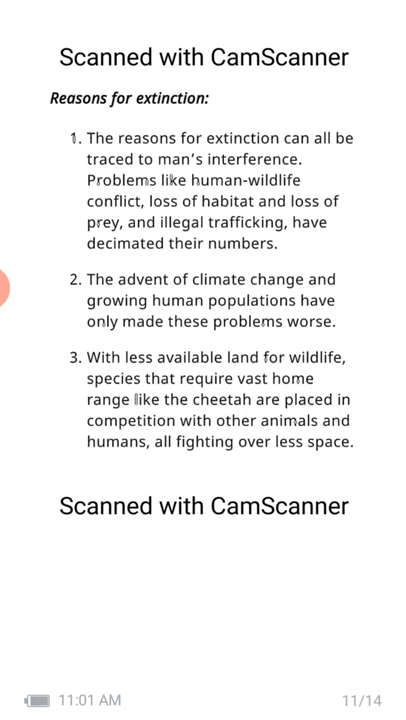 Scanned with CamScanner
Reasons for extinction:
1. The reasons for extinction can all be
traced to man's interference.
Problems like human-wildlife
conflict, loss of habitat and loss of
prey, and illegal trafficking, have
decimated their numbers.
2. The advent of climate change and
growing human populations have
only made these problems worse.
3. With less available land for wildlife,
species that require vast home
range like the cheetah are placed in
competition with other animals and
humans, all fighting over less space.
Scanned with CamScanner
11:01 AM
11/14